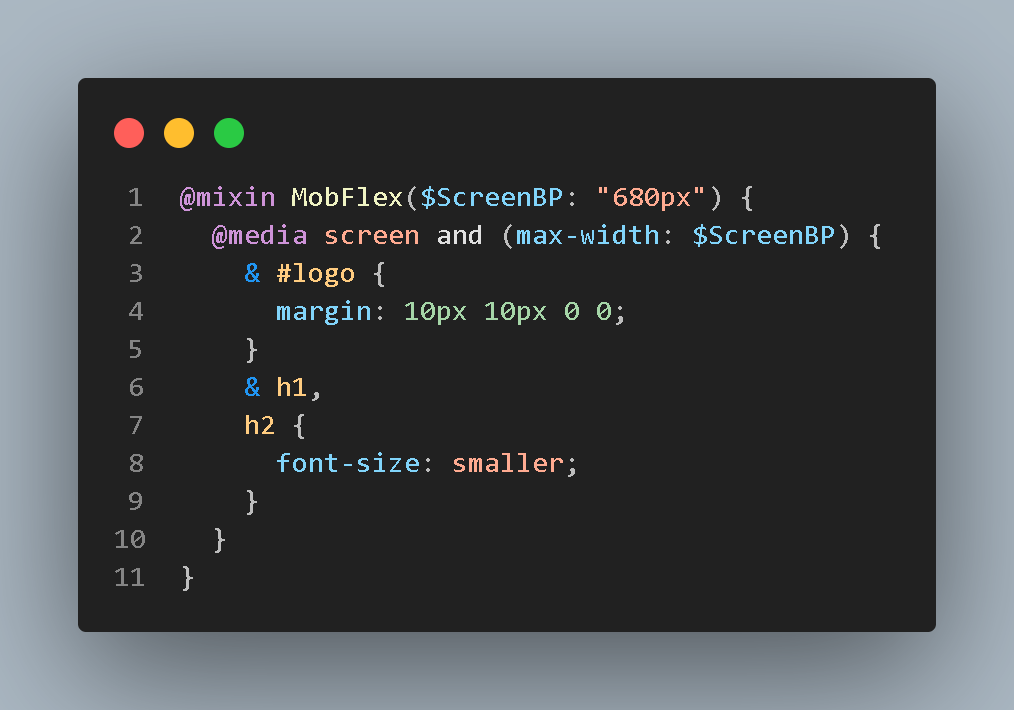 1 @mixin MobFlex($ScreenBP: "680px") {
2 @media screen and (max-width: $ScreenBP) {
3 & #logo {
4 margin: 10px 10px 0 0;
5 }
6 & h1,
7 h2 {
8 font-size: smaller;
9 }
10 }
11 }